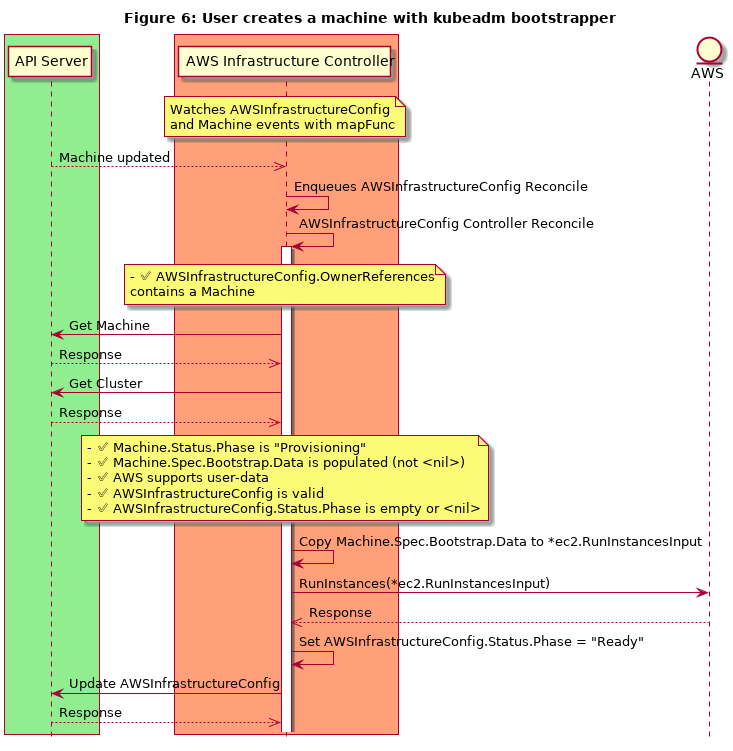 Figure 6: User creates a machine with kubeadm bootstrapper
API Server
AWS Infrastructure Controller
AWS
Watches AWSInfrastructureConfig
and Machine events with mapFunc
Machine updated
Enqueues AWSInfrastructureConfig Reconcile
AWSInfrastructureConfig Controller Reconcile
- ✅ AWSInfrastructureConfig.OwnerReferences
contains a Machine
Get Machine
Response
Get Cluster
Response
- ✅ Machine.Status.Phase is "Provisioning"
- ✅ Machine.Spec.Bootstrap.Data is populated (not <nil>)
- ✅ AWS supports user-data
- ✅ AWSInfrastructureConfig is valid
- ✅ AWSInfrastructureConfig.Status.Phase is empty or <nil>
Copy Machine.Spec.Bootstrap.Data to *ec2.RunInstancesInput
RunInstances(*ec2.RunInstancesInput)
Response
Set AWSInfrastructureConfig.Status.Phase = "Ready"
Update AWSInfrastructureConfig
Response